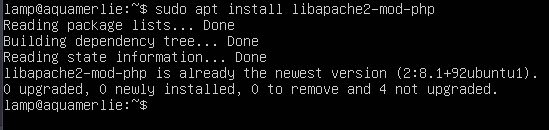 lamp@aquamerlie:~$ sudo apt install libapache2-mod-php
Reading package lists... Done
Building dependency tree... Done
Reading state information... Done
libapache2-mod-php is already the newest version (2:8.1+92ubuntu1).
0 upgraded, 0 newly installed, 0 to remove and 4 not upgraded.
lamp@aquamerlie:~$